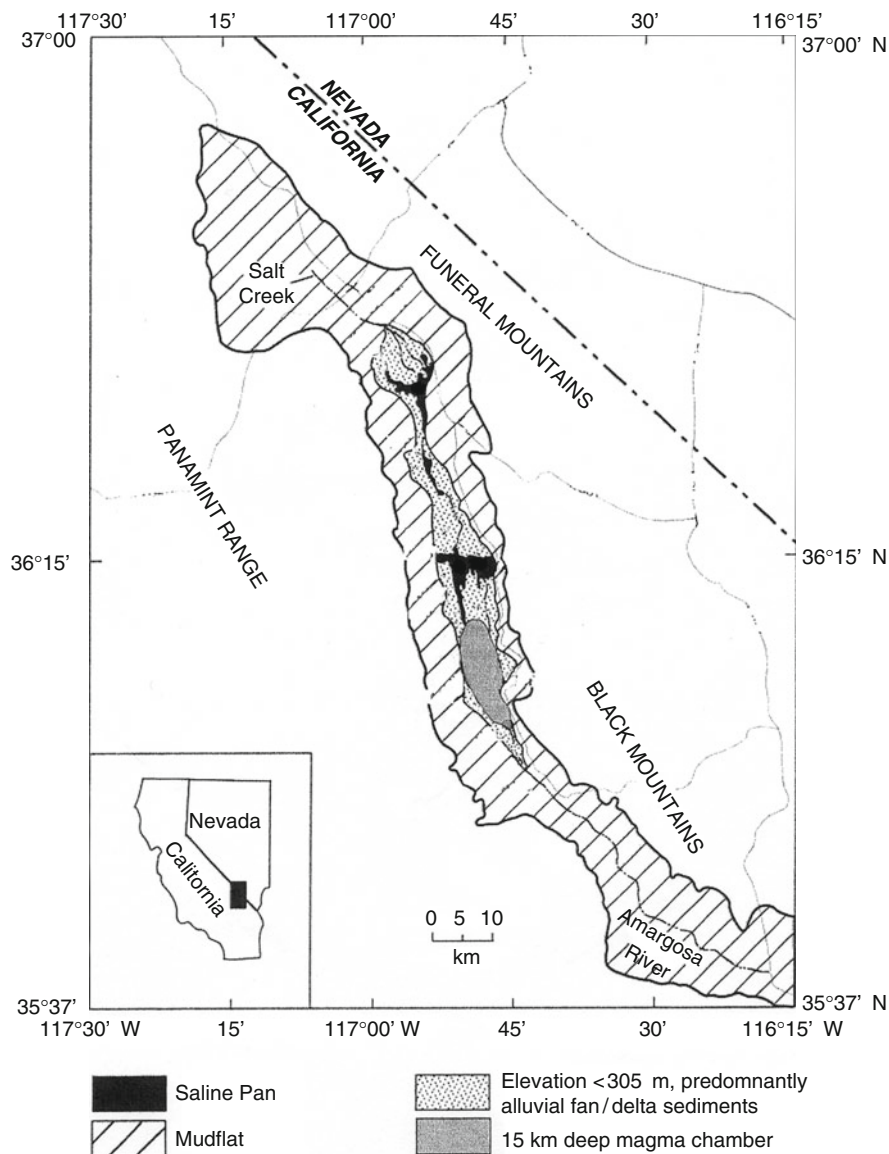 117°30' 15' 117°00' 45' 30' 116°15'
37°00
37°00' N
NEVADA
CALIFORNIA
FUNERAL MOUNTAINS
Salt
Creek
PANAMINT RANGE
36°15'
36°15'
BLACK MOUNTAINS
Nevada
Calitornia
0 5 10
km
Amargosa
River
35°37'
35°37' N
117°30' W 15' 117°00' W 45' 30' 116°15' W
Saline Pan
Mudflat
Elevation <305 m, predomnantly
alluvial fan/delta sediments
15 km deep magma chamber